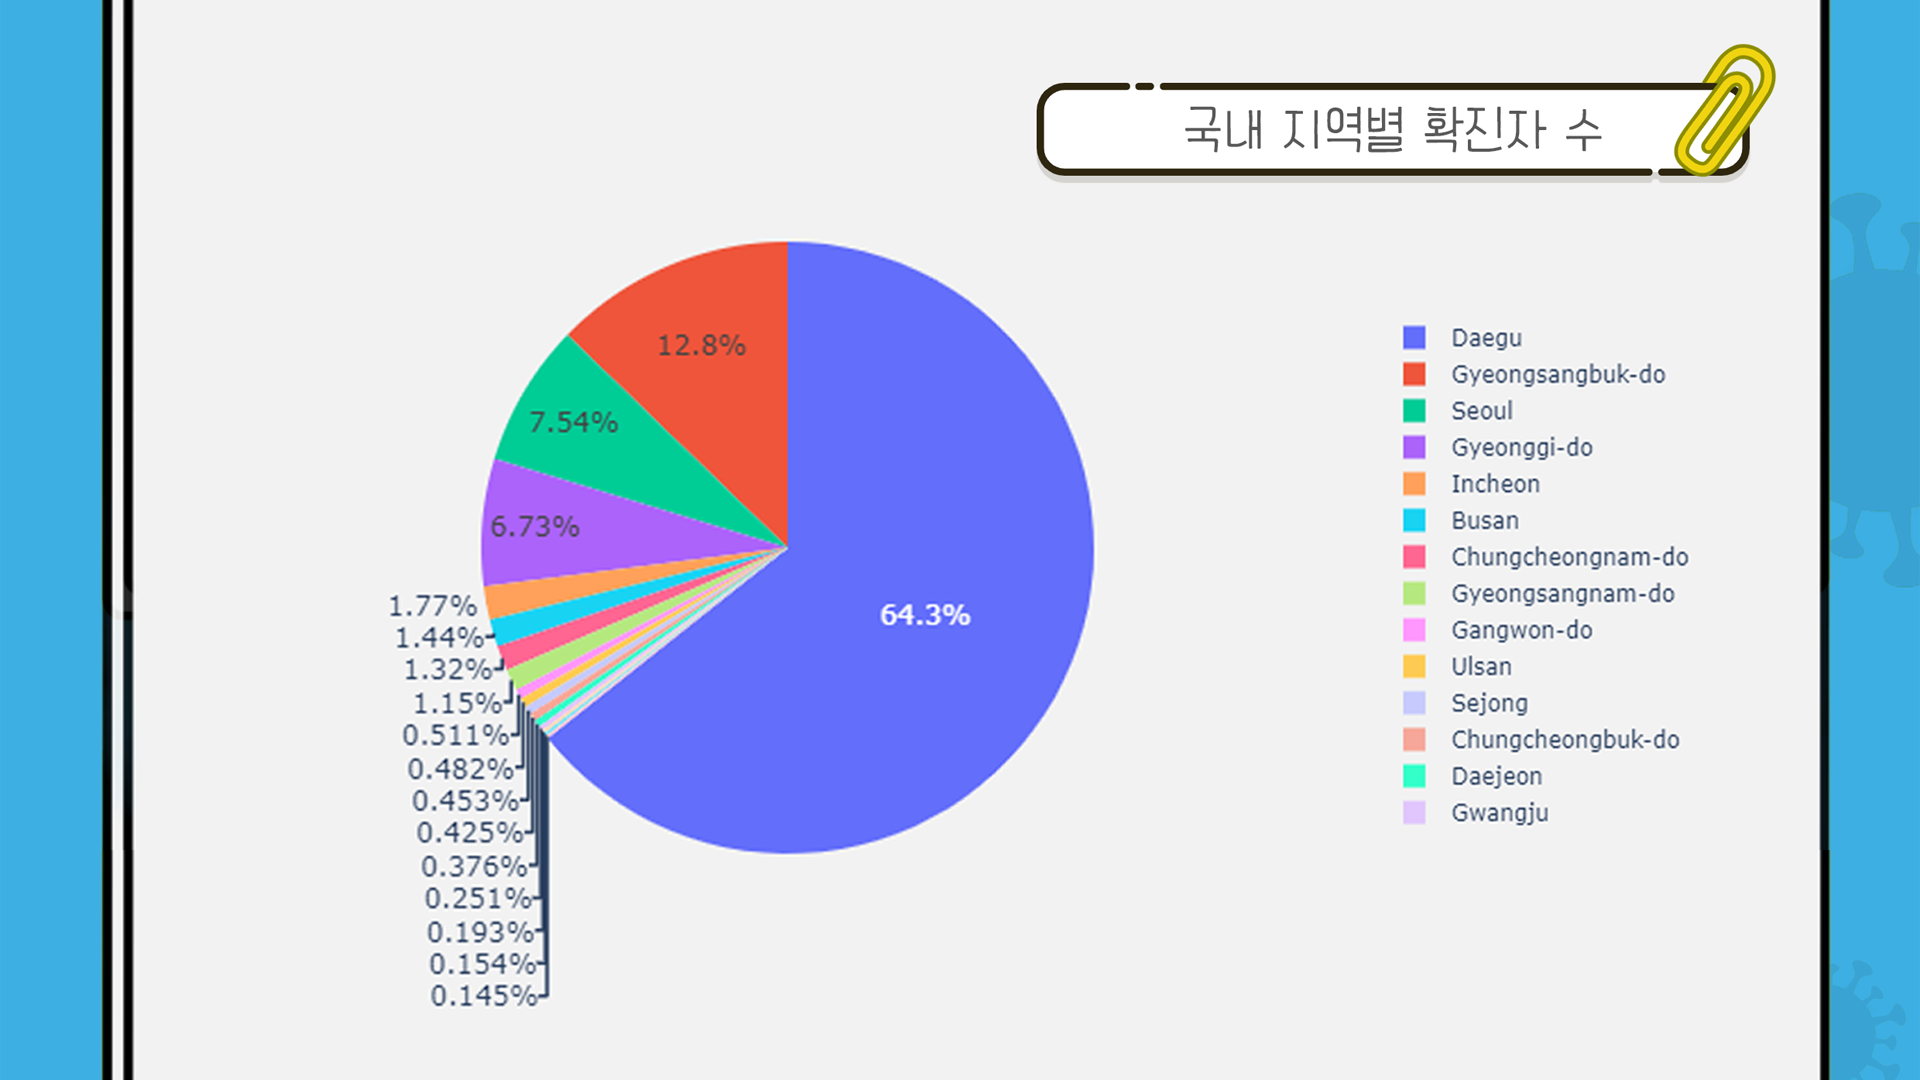 국내 지역별 확진자 수
12.8%
7.54%
6.73%
64.3%
1.77%
1.44%
1.32%
1.15%
0.511%
0.482%
0.453%
0.425%
0.376%
0.251%
0.193%
0.154%
0.145%
Daegu
Gyeongsangbuk-do
Seoul
Gyeonggi-do
Incheon
Busan
Chungcheongnam-do
Gyeongsangnam-do
Gangwon-do
Ulsan
Sejong
Chungcheongbuk-do
Daejeon
Gwangju